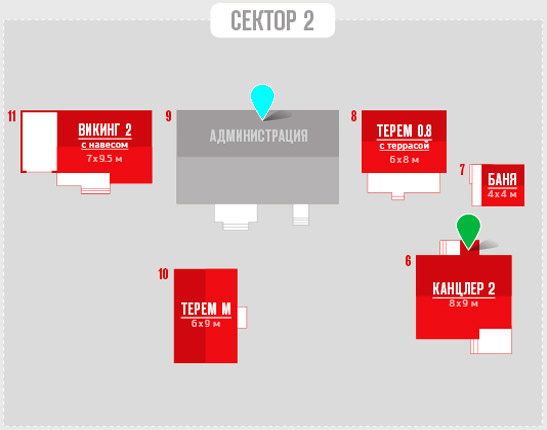 СЕКТОР 2
11
ВИКИНГ 2
с навесом
7x9.5 м
9
АДМИНИСТРАЦИЯ
8
ТЕРЕМ 0.8
с террасой
6x8 м
7
БАНЯ
4x4 м
10
ТЕРЕМ М
6x9 м
6
КАНЦЛЕР 2
8x9 м